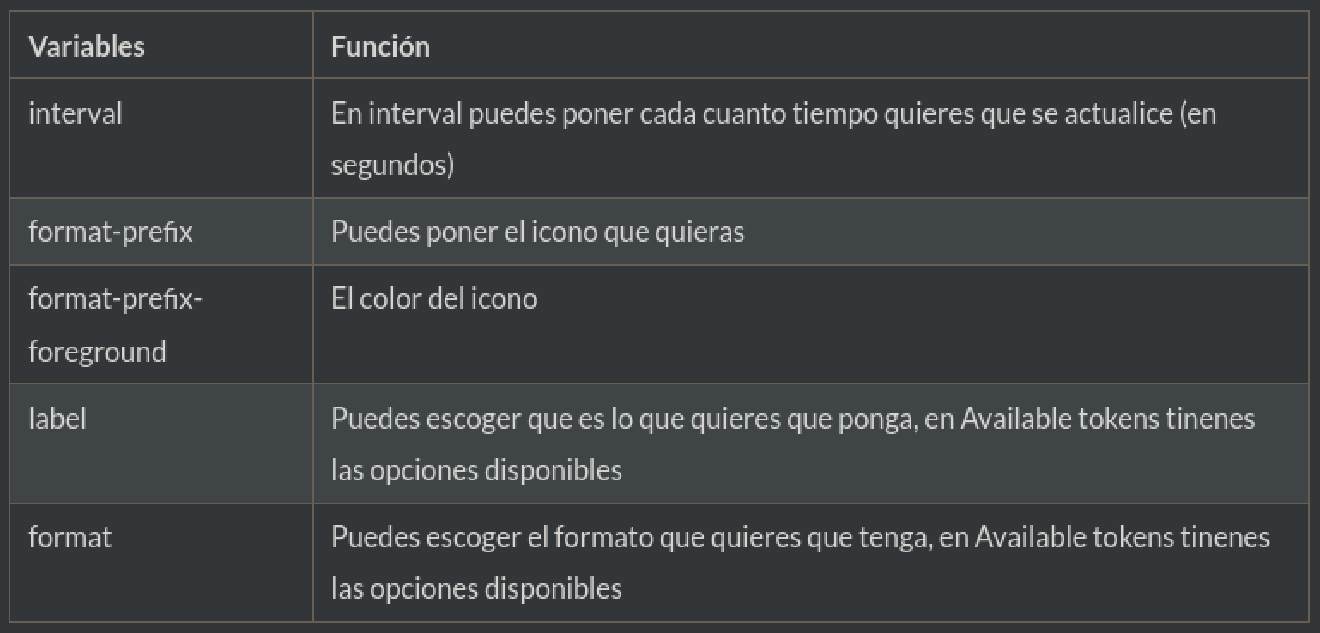 Variables Función
interval En interval puedes poner cada cuanto tiempo quieres que se actualice (en
segundos)
format-prefix Puedes poner el icono que quieras
format-prefix- El color del icono
foreground
label Puedes escoger que es lo que quieres que ponga, en Available tokens tinenes
las opciones disponibles
format Puedes escoger el formato que quieres que tenga, en Available tokens tinenes
las opciones disponibles